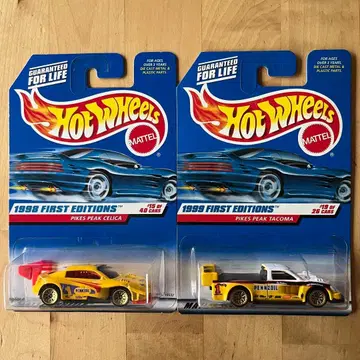 GUARANTEED
FOR LIFE
FOR AGES
OVER 3 YEARS
DIE CAST METAL &
PLASTIC PARTS
Hot Wheels
MATTEL
1998 FIRST EDITIONS
#15 of
40 CARS
PIKES PEAK CELICA
PENNZOIL
GUARANTEED
FOR LIFE
FOR AGES
OVER 3 YEARS
DIE CAST METAL &
PLASTIC PARTS
Hot Wheels
MATTEL
1999 FIRST EDITIONS
#19 of
26 CARS
PIKES PEAK TACOMA
PENNZOIL